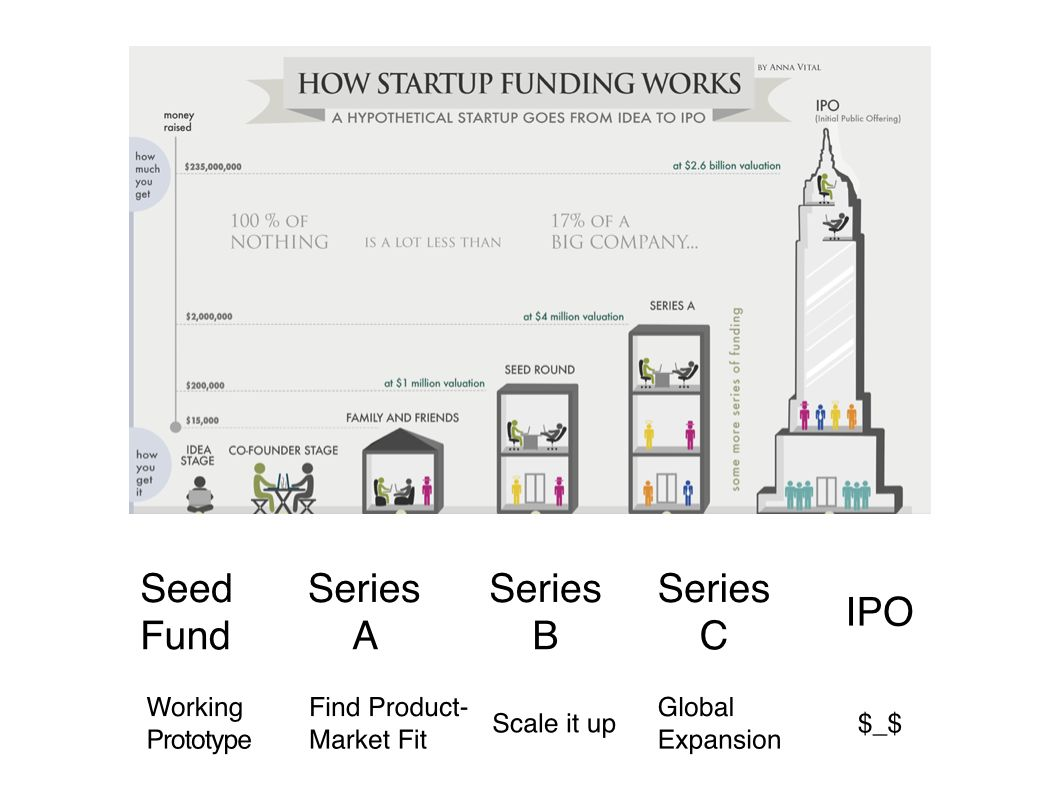 HOW STARTUP FUNDING WORKS
BY ANNA VITAL
A HYPOTHETICAL STARTUP GOES FROM IDEA TO IPO
money
raised
IPO
(Initial Public Offering)
how
much
you
get
$235,000,000
at $2.6 billion valuation
100 % OF
NOTHING
IS A LOT LESS THAN
17% OF A
BIG COMPANY...
SERIES A
$2,000,000
at $4 million valuation
some more series of funding
SEED ROUND
$200,000
at $1 million valuation
$15,000
FAMILY AND FRIENDS
how
you
get
it
IDEA
STAGE
CO-FOUNDER STAGE
Seed
Fund
Series
A
Series
B
Series
C
IPO
Working
Prototype
Find Product-
Market Fit
Scale it up
Global
Expansion
$_$